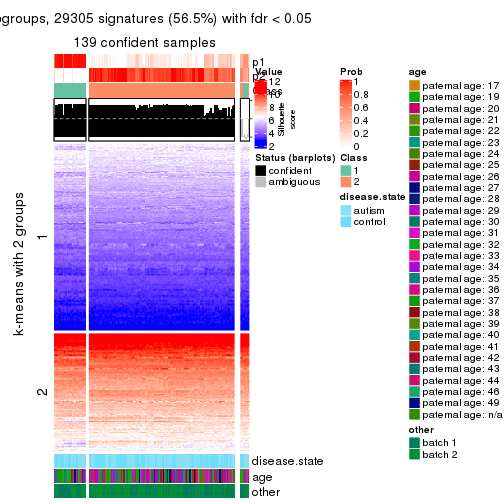 ogroups, 29305 signatures (56.5%) with fdr < 0.05
139 confident samples
p1
p2
Class
Silhouette
score
k-means with 2 groups
1
2
disease.state
age
other
Value
12
10
8
6
4
2
Status (barplots)
confident
ambiguous
Prob
1
0.8
0.6
0.4
0.2
0
Class
1
2
disease.state
autism
control
age
paternal age: 17
paternal age: 19
paternal age: 20
paternal age: 21
paternal age: 22
paternal age: 23
paternal age: 24
paternal age: 25
paternal age: 26
paternal age: 27
paternal age: 28
paternal age: 29
paternal age: 30
paternal age: 31
paternal age: 32
paternal age: 33
paternal age: 34
paternal age: 35
paternal age: 36
paternal age: 37
paternal age: 38
paternal age: 39
paternal age: 40
paternal age: 41
paternal age: 42
paternal age: 43
paternal age: 44
paternal age: 46
paternal age: 49
paternal age: n/a
other
batch 1
batch 2